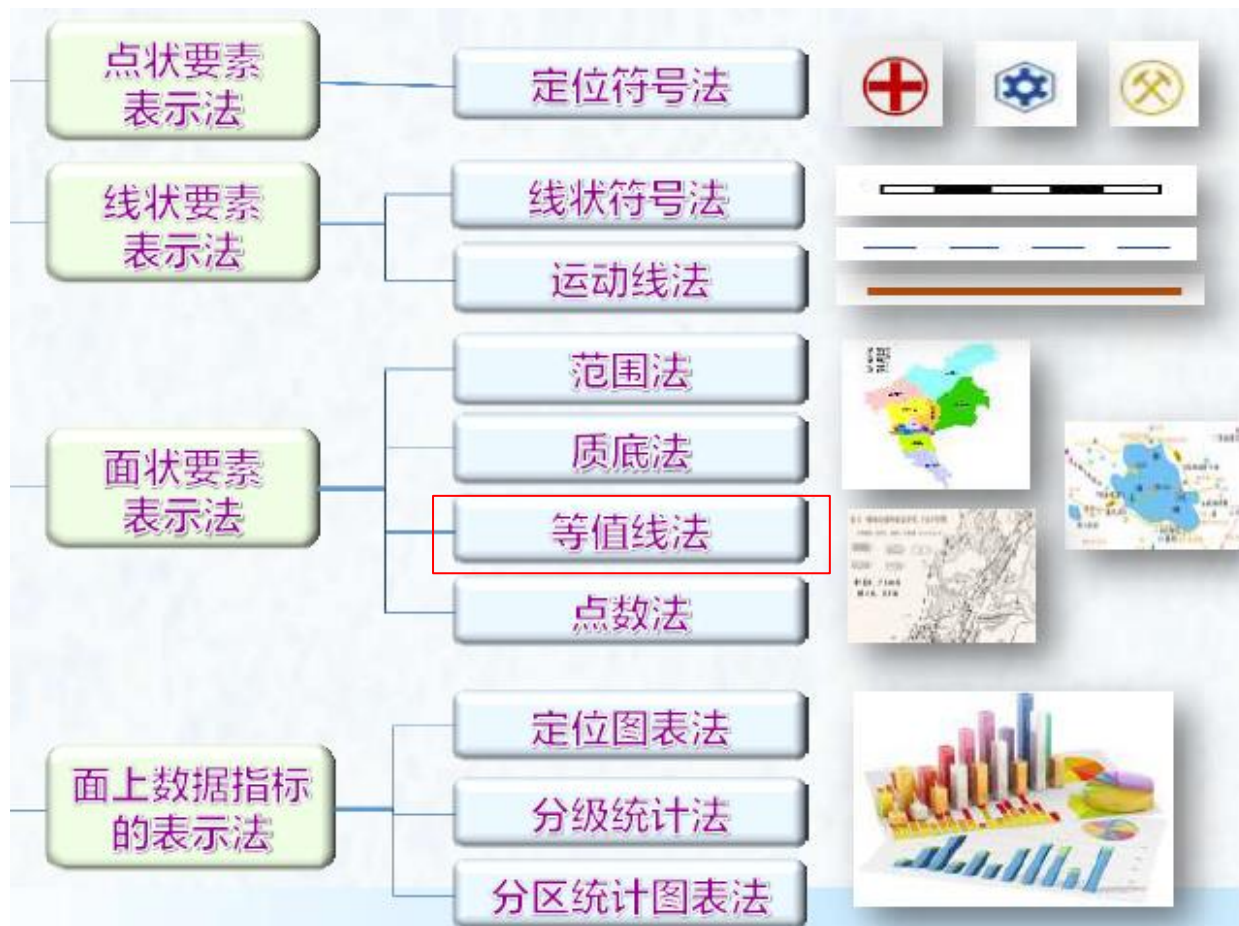 点状要素
表示法
定位符号法
线状要素
表示法
线状符号法
运动线法
面状要素
表示法
范围法
质底法
等值线法
点数法
面上数据指标
的表示法
定位图表法
分级统计法
分区统计图表法